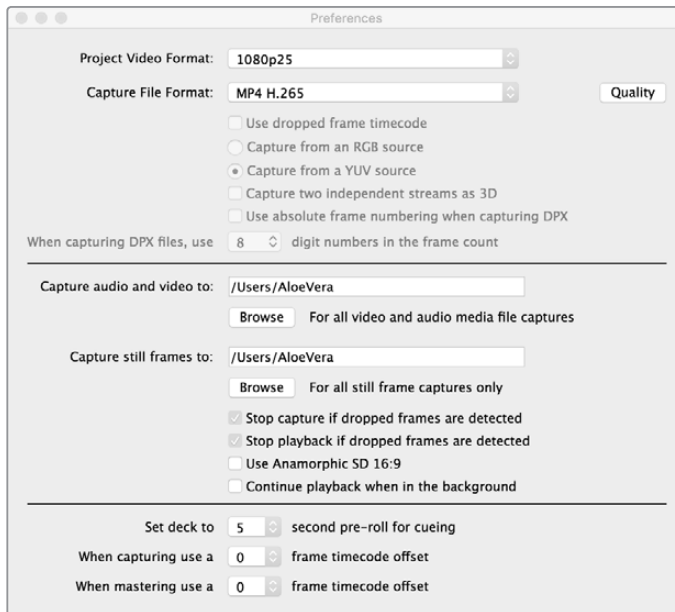 Preferences
Project Video Format: 1080p25
Capture File Format: MP4 H.265 Quality
Use dropped frame timecode
Capture from an RGB source
Capture from a YUV source
Capture two independent streams as 3D
Use absolute frame numbering when capturing DPX
When capturing DPX files, use 8 digit numbers in the frame count
Capture audio and video to: /Users/AloeVera
Browse For all video and audio media file captures
Capture still frames to: /Users/AloeVera
Browse For all still frame captures only
Stop capture if dropped frames are detected
Stop playback if dropped frames are detected
Use Anamorphic SD 16:9
Continue playback when in the background
Set deck to 5 second pre-roll for cueing
When capturing use a 0 frame timecode offset
When mastering use a 0 frame timecode offset